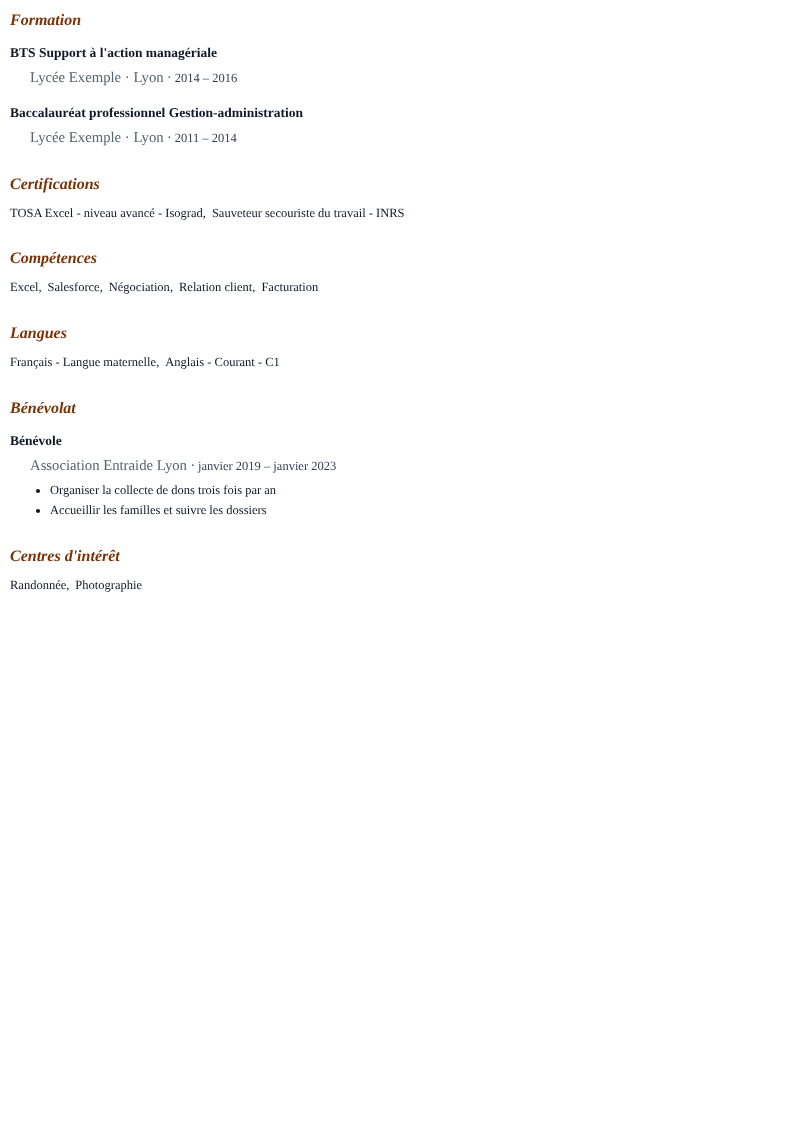 Formation
BTS Support à l'action managériale
Lycée Exemple · Lyon · 2014 – 2016
Baccalauréat professionnel Gestion-administration
Lycée Exemple · Lyon · 2011 – 2014
Certifications
TOSA Excel - niveau avancé - Isograd, Sauveteur secouriste du travail - INRS
Compétences
Excel, Salesforce, Négociation, Relation client, Facturation
Langues
Français - Langue maternelle, Anglais - Courant - C1
Bénévolat
Bénévole
Association Entraide Lyon · janvier 2019 – janvier 2023
• Organiser la collecte de dons trois fois par an
• Accueillir les familles et suivre les dossiers
Centres d'intérêt
Randonnée, Photographie